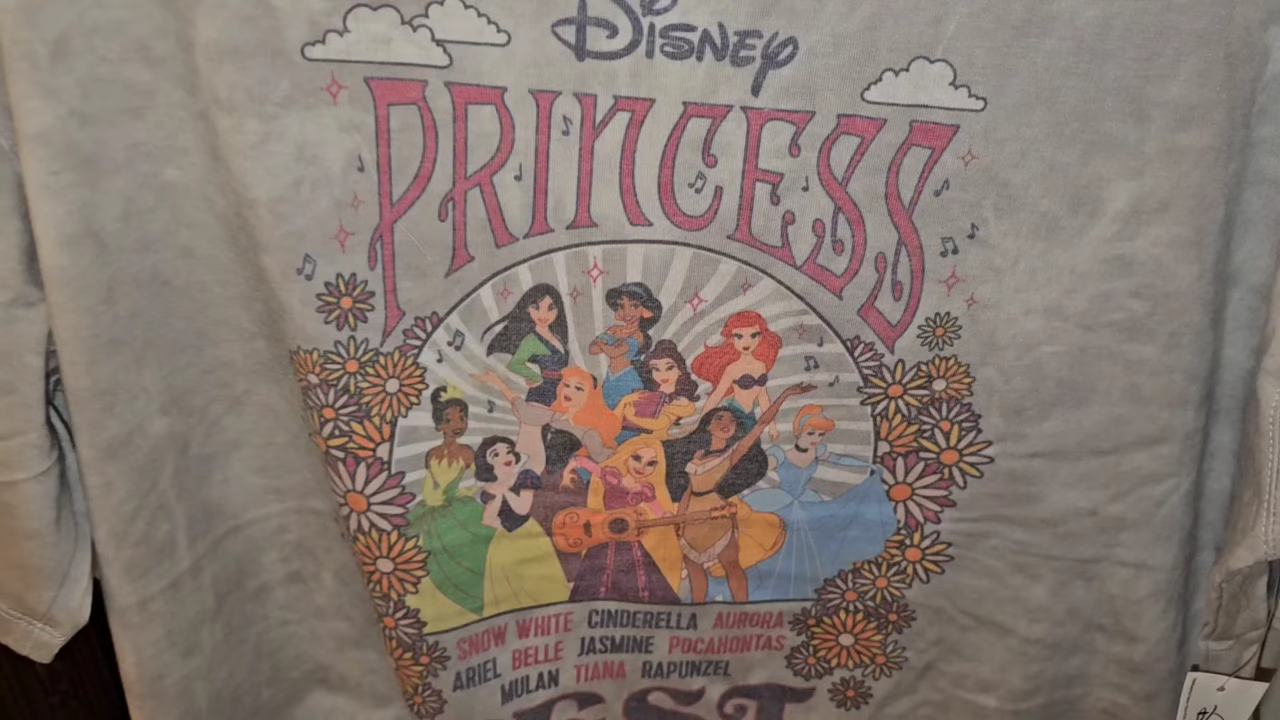 DISNEY
PRINCESS
SNOW WHITE CINDERELLA AURORA
ARIEL BELLE JASMINE POCAHONTAS
MULAN TIANA RAPUNZEL